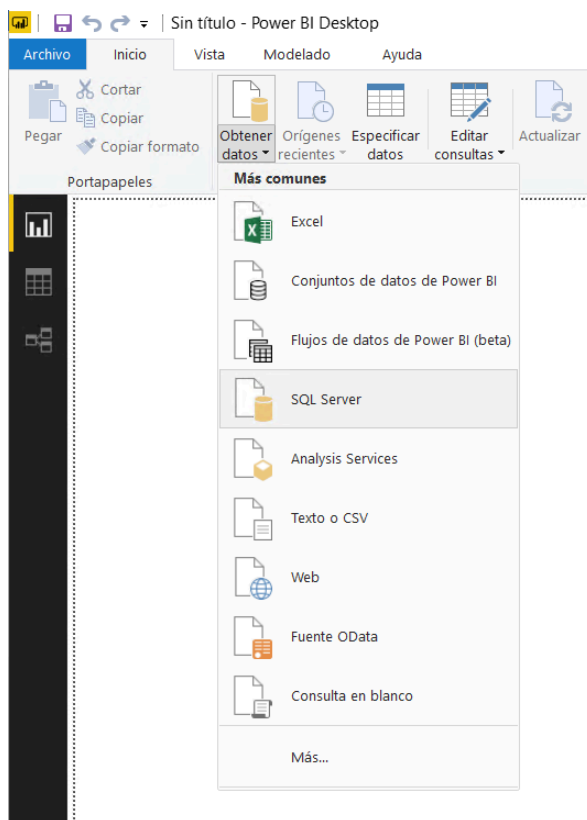 Sin título - Power BI Desktop
Archivo Inicio Vista Modelado Ayuda
Pegar
Cortar
Copiar
Copiar formato
Portapapeles
Obtener datos
Orígenes recientes
Especificar datos
Editar consultas
Actualizar
Más comunes
Excel
Conjuntos de datos de Power BI
Flujos de datos de Power BI (beta)
SQL Server
Analysis Services
Texto o CSV
Web
Fuente OData
Consulta en blanco
Más...